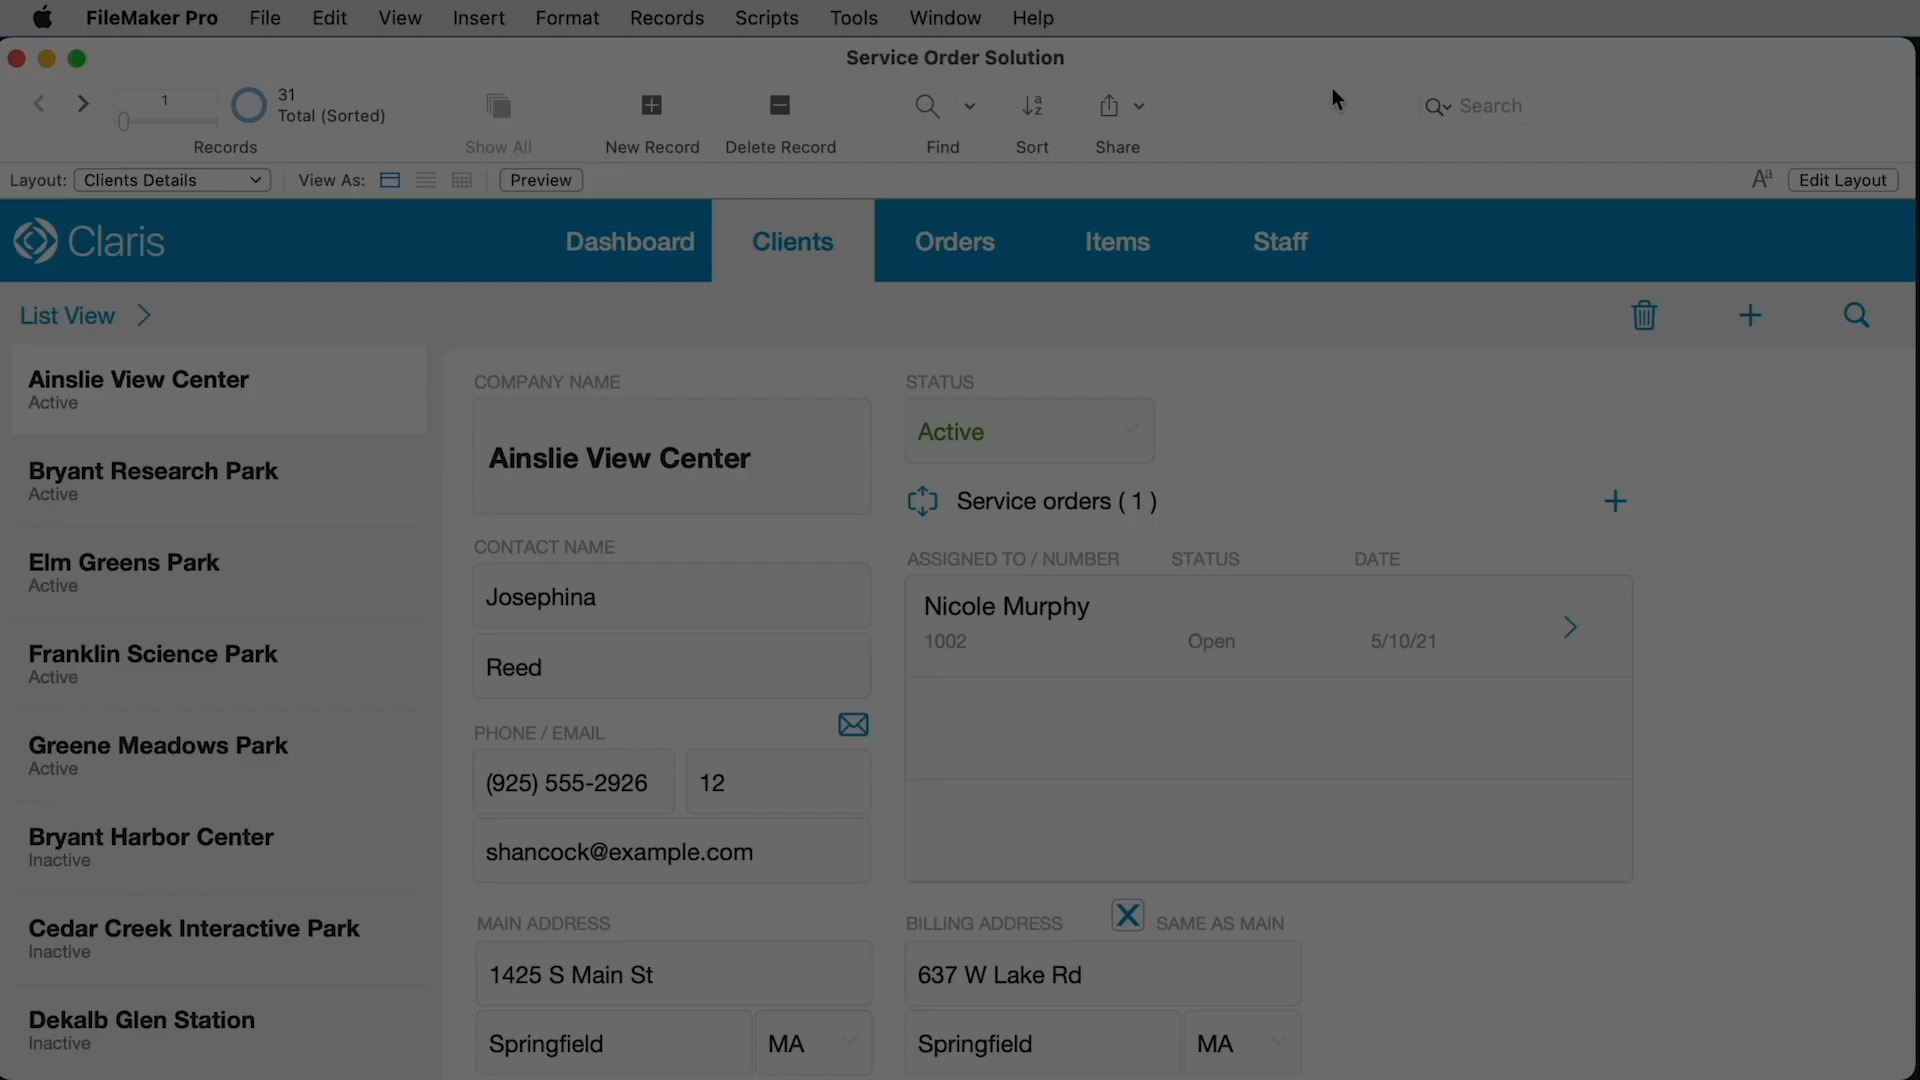 FileMaker Pro File Edit View Insert Format Records Scripts Tools Window Help
Service Order Solution
1
31
Total (Sorted)
Records
Show All
New Record
Delete Record
Find
Sort
Share
Search
Layout: Clients Details
View As:
Preview
Aa
Edit Layout
Claris
Dashboard
Clients
Orders
Items
Staff
List View
Ainslie View Center
Active
Bryant Research Park
Active
Elm Greens Park
Active
Franklin Science Park
Active
Greene Meadows Park
Active
Bryant Harbor Center
Inactive
Cedar Creek Interactive Park
Inactive
Dekalb Glen Station
Inactive
COMPANY NAME
Ainslie View Center
CONTACT NAME
Josephina
Reed
PHONE / EMAIL
(925) 555-2926
12
shancock@example.com
MAIN ADDRESS
1425 S Main St
Springfield
MA
STATUS
Active
Service orders ( 1 )
ASSIGNED TO / NUMBER STATUS DATE
Nicole Murphy
1002 Open 5/10/21
BILLING ADDRESS
SAME AS MAIN
637 W Lake Rd
Springfield
MA